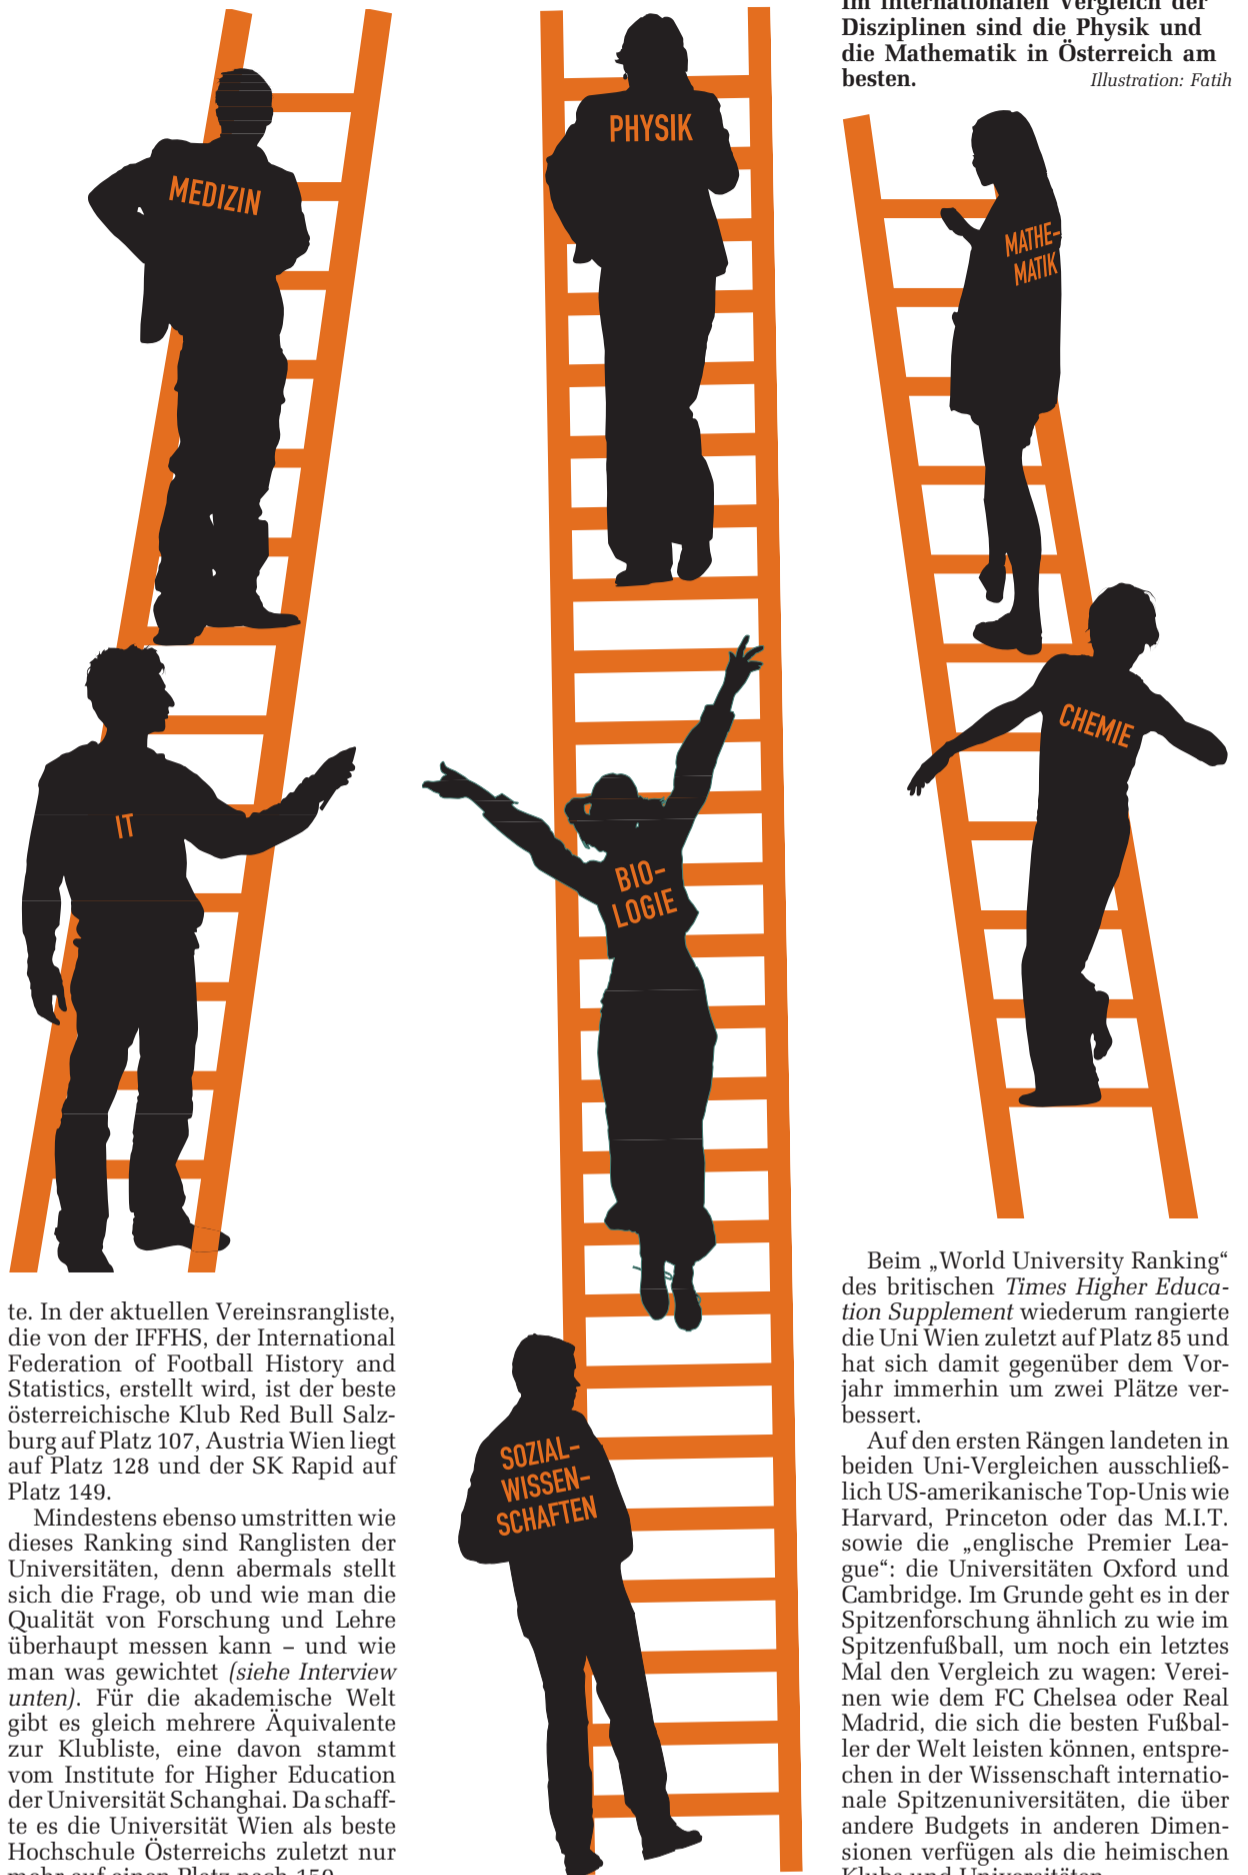 Im internationalen Vergleich der
Disziplinen sind die Physik und
die Mathematik in Österreich am
besten. Illustration: Fatih
MEDIZIN
PHYSIK
MATHE-
MATIK
CHEMIE
IT
BIO-
LOGIE
SOZIAL-
WISSEN-
SCHAFTEN
te. In der aktuellen Vereinsrangliste,
die von der IFFHS, der International
Federation of Football History and
Statistics, erstellt wird, ist der beste
österreichische Klub Red Bull Salz-
burg auf Platz 107, Austria Wien liegt
auf Platz 128 und der SK Rapid auf
Platz 149.
Mindestens ebenso umstritten wie
dieses Ranking sind Ranglisten der
Universitäten, denn abermals stellt
sich die Frage, ob und wie man die
Qualität von Forschung und Lehre
überhaupt messen kann – und wie
man was gewichtet (siehe Interview
unten). Für die akademische Welt
gibt es gleich mehrere Äquivalente
zur Klubliste, eine davon stammt
vom Institute for Higher Education
der Universität Schanghai. Da schaff-
te es die Universität Wien als beste
Hochschule Österreichs zuletzt nur
mehr auf einen Platz nach 150.
Beim „World University Ranking“
des britischen Times Higher Educa-
tion Supplement wiederum rangierte
die Uni Wien zuletzt auf Platz 85 und
hat sich damit gegenüber dem Vor-
jahr immerhin um zwei Plätze ver-
bessert.
Auf den ersten Rängen landeten in
beiden Uni-Vergleichen ausschließ-
lich US-amerikanische Top-Unis wie
Harvard, Princeton oder das M.I.T.
sowie die „englische Premier Lea-
gue“: die Universitäten Oxford und
Cambridge. Im Grunde geht es in der
Spitzenforschung ähnlich zu wie im
Spitzenfußball, um noch ein letztes
Mal den Vergleich zu wagen: Verei-
nen wie dem FC Chelsea oder Real
Madrid, die sich die besten Fußbal-
ler der Welt leisten können, entspre-
chen in der Wissenschaft internatio-
nale Spitzenuniversitäten, die über
andere Budgets in anderen Dimen-
sionen verfügen als die heimischen
Klubs und Universitäten.